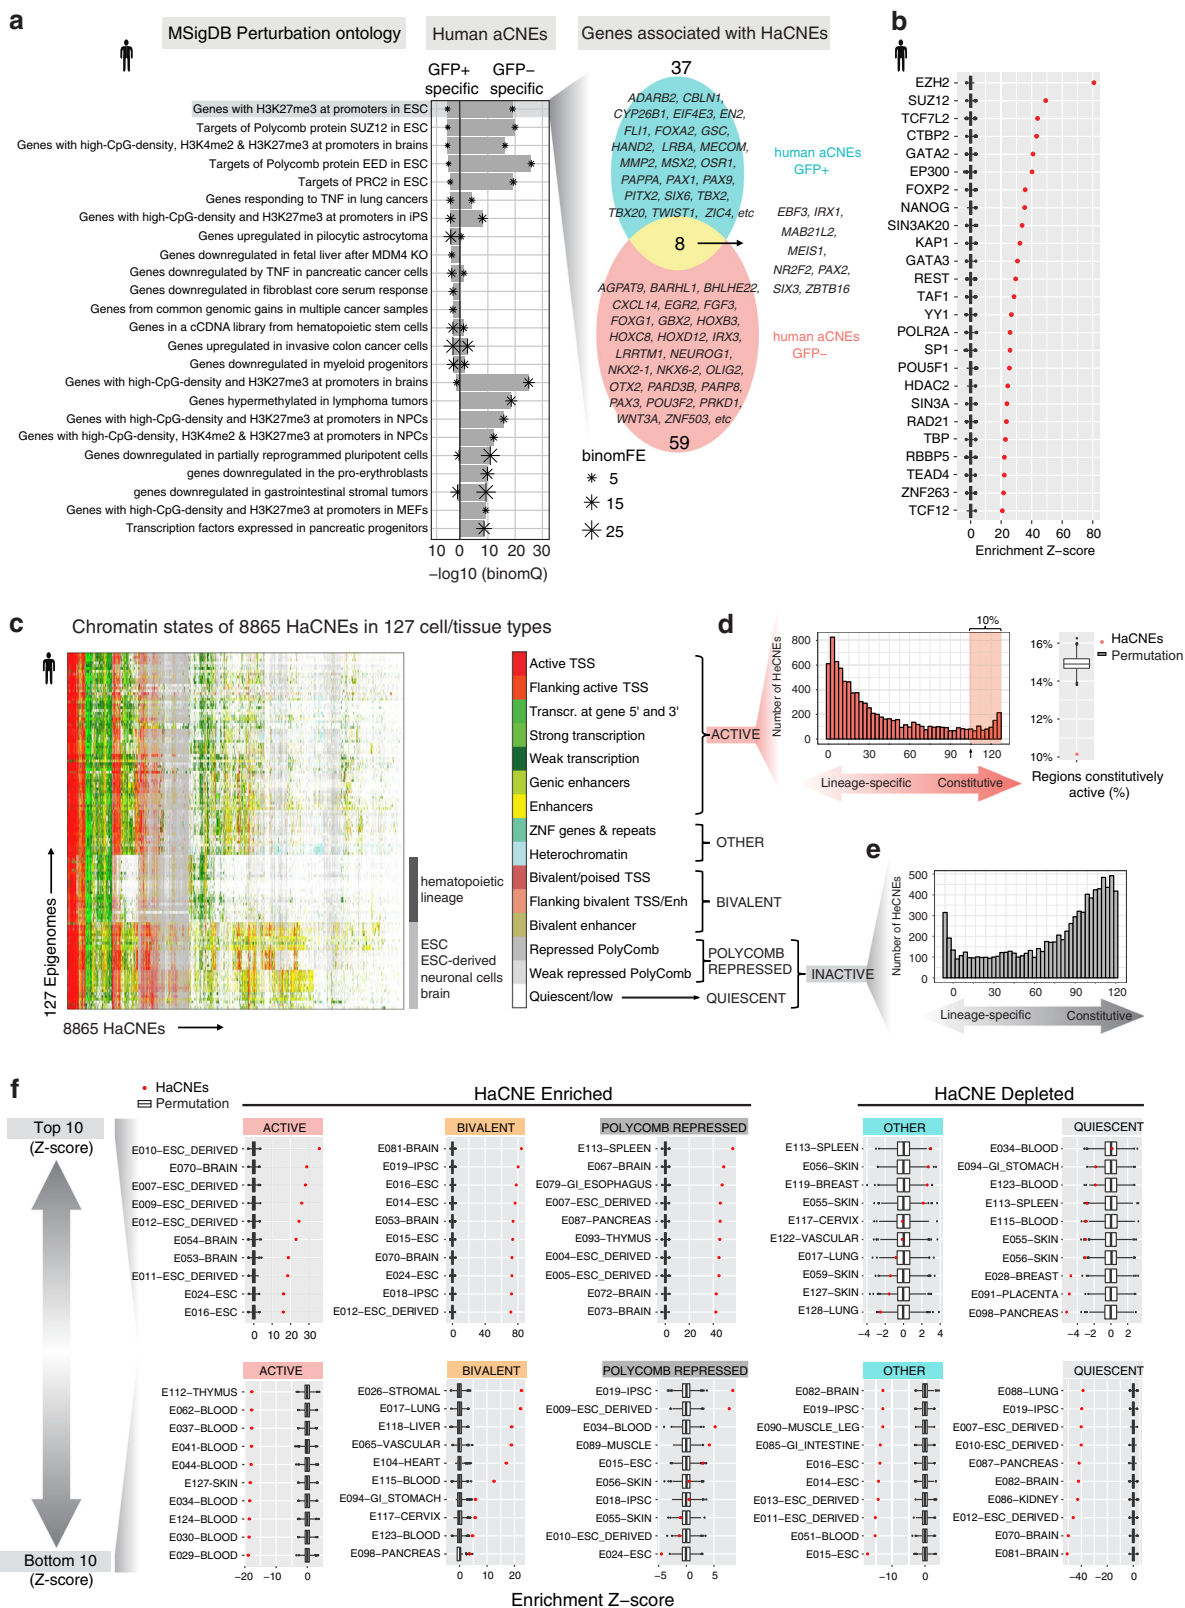 a
MSigDB Perturbation ontology
Human aCNEs
Genes associated with HaCNEs
GFP+ specific
GFP− specific
Genes with H3K27me3 at promoters in ESC
Targets of Polycomb protein SUZ12 in ESC
Genes with high-CpG-density, H3K4me2 & H3K27me3 at promoters in brains
Targets of Polycomb protein EED in ESC
Targets of PRC2 in ESC
Genes responding to TNF in lung cancers
Genes with high-CpG-density and H3K27me3 at promoters in iPS
Genes upregulated in pilocytic astrocytoma
Genes downregulated in fetal liver after MDM4 KO
Genes downregulated by TNF in pancreatic cancer cells
Genes downregulated in fibroblast core serum response
Genes from common genomic gains in multiple cancer samples
Genes in a cCDNA library from hematopoietic stem cells
Genes upregulated in invasive colon cancer cells
Genes downregulated in myeloid progenitors
Genes with high-CpG-density and H3K27me3 at promoters in brains
Genes hypermethylated in lymphoma tumors
Genes with high-CpG-density and H3K27me3 at promoters in NPCs
Genes with high-CpG-density, H3K4me2 & H3K27me3 at promoters in NPCs
Genes downregulated in partially reprogrammed pluripotent cells
genes downregulated in the pro-erythroblasts
genes downregulated in gastrointestinal stromal tumors
Genes with high-CpG-density and H3K27me3 at promoters in MEFs
Transcription factors expressed in pancreatic progenitors
10 0 10 20 30
−log10 (binomQ)
binomFE
5
15
25
37
ADARB2, CBLN1,
CYP26B1, EIF4E3, EN2,
FLI1, FOXA2, GSC,
HAND2, LRBA, MECOM,
MMP2, MSX2, OSR1,
PAPPA, PAX1, PAX9,
PITX2, SIX6, TBX2,
TBX20, TWIST1, ZIC4, etc
8
AGPAT9, BARHL1, BHLHE22,
CXCL14, EGR2, FGF3,
FOXG1, GBX2, HOXB3,
HOXC8, HOXD12, IRX3,
LRRTM1, NEUROG1,
NKX2-1, NKX6-2, OLIG2,
OTX2, PARD3B, PARP8,
PAX3, POU3F2, PRKD1,
WNT3A, ZNF503, etc
59
human aCNEs
GFP+
EBF3, IRX1,
MAB21L2,
MEIS1,
NR2F2, PAX2,
SIX3, ZBTB16
human aCNEs
GFP−
b
EZH2
SUZ12
TCF7L2
CTBP2
GATA2
EP300
FOXP2
NANOG
SIN3AK20
KAP1
GATA3
REST
TAF1
YY1
POLR2A
SP1
POU5F1
HDAC2
SIN3A
RAD21
TBP
RBBP5
TEAD4
ZNF263
TCF12
0 20 40 60 80
Enrichment Z−score
c
Chromatin states of 8865 HaCNEs in 127 cell/tissue types
127 Epigenomes
8865 HaCNEs
hematopoietic
lineage
ESC
ESC-derived
neuronal cells
brain
Active TSS
Flanking active TSS
Transcr. at gene 5' and 3'
Strong transcription
Weak transcription
Genic enhancers
Enhancers
ZNF genes & repeats
Heterochromatin
Bivalent/poised TSS
Flanking bivalent TSS/Enh
Bivalent enhancer
Repressed PolyComb
Weak repressed PolyComb
Quiescent/low
ACTIVE
OTHER
BIVALENT
POLYCOMB
REPRESSED
QUIESCENT
INACTIVE
d
Number of HeCNEs
800
600
400
200
0
10%
0 30 60 90 120
Lineage-specific
Constitutive
16%
14%
12%
10%
HaCNEs
Permutation
Regions constitutively
active (%)
e
Number of HeCNEs
500
400
300
200
100
0
0 30 60 90 120
Lineage-specific
Constitutive
f
HaCNEs
Permutation
HaCNE Enriched
HaCNE Depleted
Top 10
(Z-score)
Bottom 10
(Z-score)
ACTIVE
E010−ESC_DERIVED
E070−BRAIN
E007−ESC_DERIVED
E009−ESC_DERIVED
E012−ESC_DERIVED
E054−BRAIN
E053−BRAIN
E011−ESC_DERIVED
E024−ESC
E016−ESC
0 10 20 30
BIVALENT
E081−BRAIN
E019−IPSC
E016−ESC
E014−ESC
E053−BRAIN
E015−ESC
E070−BRAIN
E024−ESC
E018−IPSC
E012−ESC_DERIVED
0 40 80
POLYCOMB REPRESSED
E113−SPLEEN
E067−BRAIN
E079−GI_ESOPHAGUS
E007−ESC_DERIVED
E087−PANCREAS
E093−THYMUS
E004−ESC_DERIVED
E005−ESC_DERIVED
E072−BRAIN
E073−BRAIN
0 20 40
OTHER
E113−SPLEEN
E056−SKIN
E119−BREAST
E055−SKIN
E117−CERVIX
E122−VASCULAR
E017−LUNG
E059−SKIN
E127−SKIN
E128−LUNG
−4 −2 0 2 4
QUIESCENT
E034−BLOOD
E094−GI_STOMACH
E123−BLOOD
E113−SPLEEN
E115−BLOOD
E055−SKIN
E056−SKIN
E028−BREAST
E091−PLACENTA
E098−PANCREAS
−4 −2 0 2
ACTIVE
E112−THYMUS
E062−BLOOD
E037−BLOOD
E041−BLOOD
E044−BLOOD
E127−SKIN
E034−BLOOD
E124−BLOOD
E030−BLOOD
E029−BLOOD
−20 −10 0
BIVALENT
E026−STROMAL
E017−LUNG
E118−LIVER
E065−VASCULAR
E104−HEART
E115−BLOOD
E094−GI_STOMACH
E117−CERVIX
E123−BLOOD
E098−PANCREAS
0 10 20
POLYCOMB REPRESSED
E019−IPSC
E009−ESC_DERIVED
E034−BLOOD
E089−MUSCLE
E015−ESC
E056−SKIN
E018−IPSC
E055−SKIN
E010−ESC_DERIVED
E024−ESC
−5 0 5
OTHER
E082−BRAIN
E019−IPSC
E090−MUSCLE_LEG
E085−GI_INTESTINE
E016−ESC
E014−ESC
E013−ESC_DERIVED
E011−ESC_DERIVED
E051−BLOOD
E015−ESC
−10 0
QUIESCENT
E088−LUNG
E019−IPSC
E007−ESC_DERIVED
E010−ESC_DERIVED
E087−PANCREAS
E082−BRAIN
E086−KIDNEY
E012−ESC_DERIVED
E070−BRAIN
E081−BRAIN
−40 −20 0
Enrichment Z−score